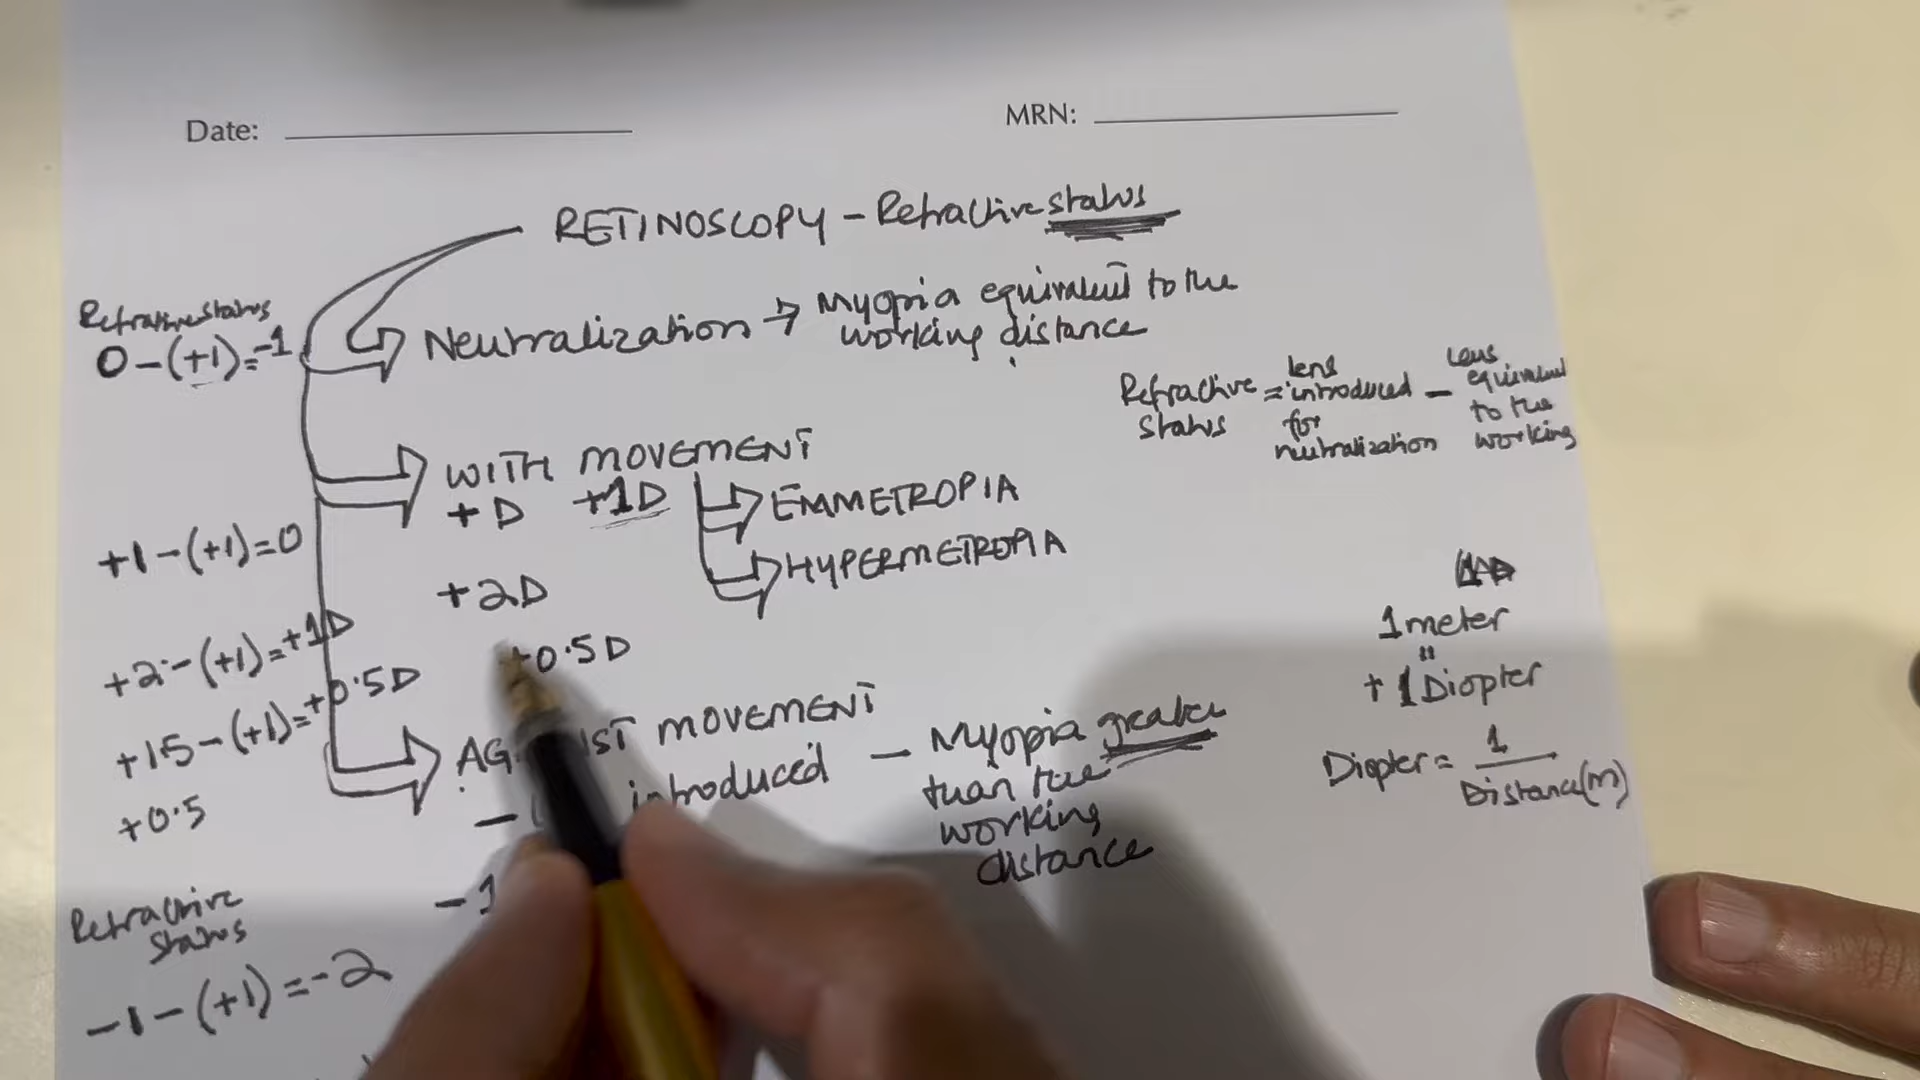 Date:
MRN:
RETINOSCOPY - Refractive status
Refractive status
0 - (+1) = -1
Neutralization → Myopia equivalent to the
working distance
Refractive status = lens introduced for neutralization - Lens equivalent to the working
WITH MOVEMENT
+ D +1D
EMMETROPIA
HYPERMETROPIA
+1 - (+1) = 0
+2D
1 meter
=
+ 1 Diopter
Diopter = 1 / Distance (m)
+2 - (+1) = +1D
+0.5 D
+1.5 - (+1) = +0.5D
+0.5
MOVEMENT
introduced - Myopia greater
than the
working
distance
-1
Refractive
status
-1 - (+1) = -2